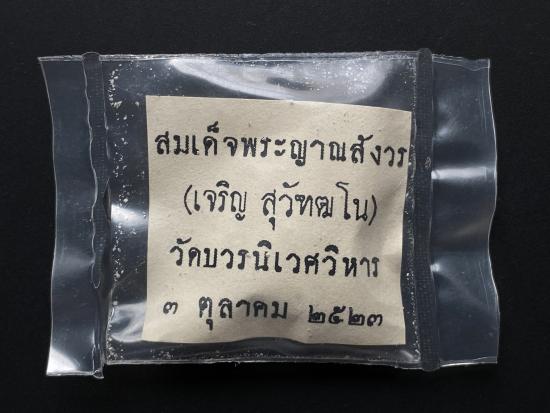 สมเด็จพระญาณสังวร
(เจริญ สุวัฑฒโน)
วัดบวรนิเวศวิหาร
๓ ตุลาคม ๒๕๒๓